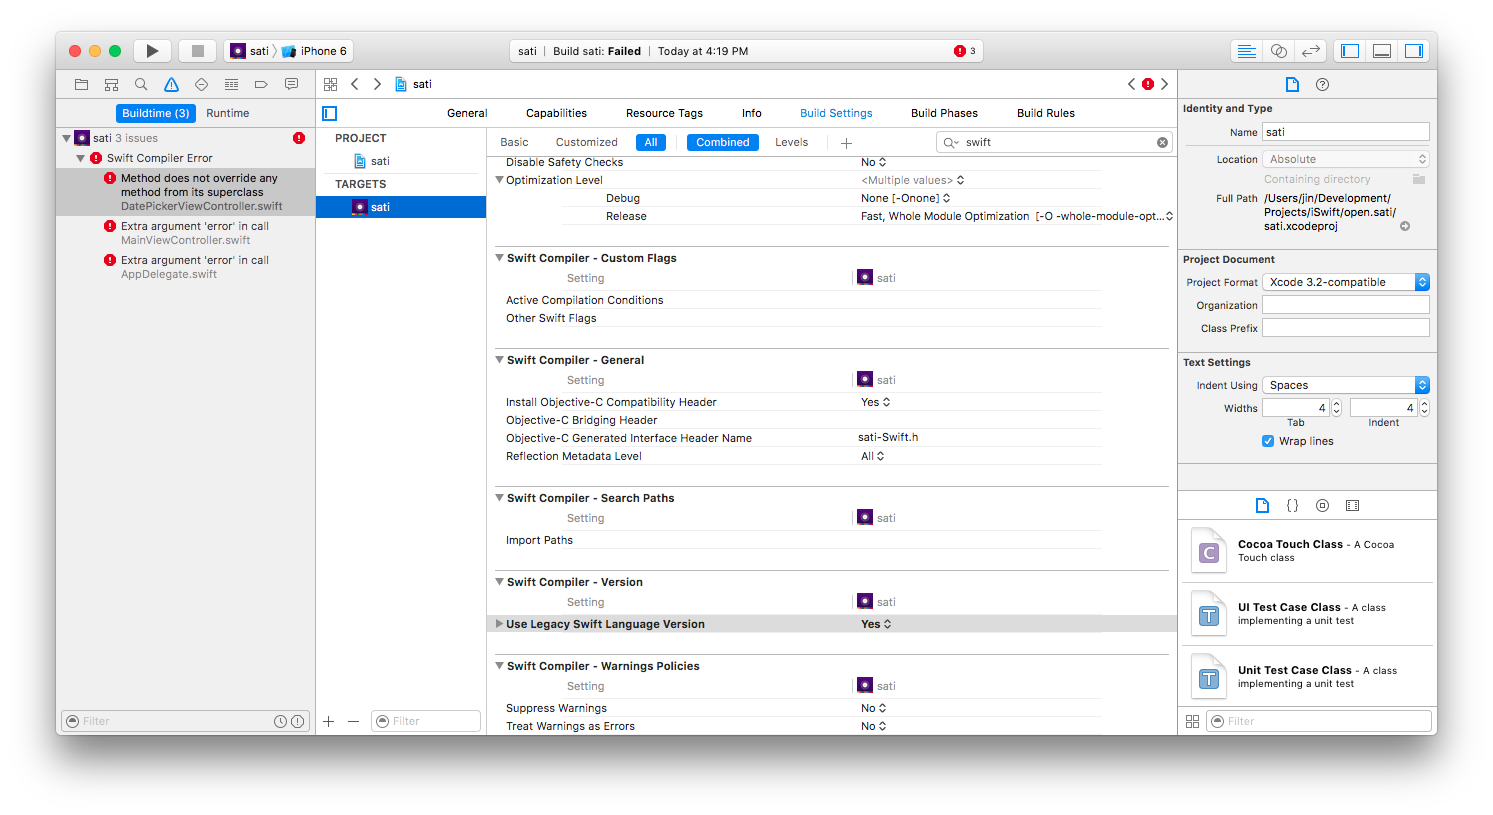 sati
iPhone 6
sati | Build sati: Failed | Today at 4:19 PM
3
sati
Buildtime (3)
Runtime
sati 3 issues
Swift Compiler Error
Method does not override any
method from its superclass
DatePickerViewController.swift
Extra argument 'error' in call
MainViewController.swift
Extra argument 'error' in call
AppDelegate.swift
Filter
General
Capabilities
Resource Tags
Info
Build Settings
Build Phases
Build Rules
PROJECT
sati
TARGETS
sati
Filter
Basic
Customized
All
Combined
Levels
swift
Disable Safety Checks No
Optimization Level <Multiple values>
Debug None [-Onone]
Release Fast, Whole Module Optimization [-O -whole-module-opt...
Swift Compiler - Custom Flags
Setting sati
Active Compilation Conditions
Other Swift Flags
Swift Compiler - General
Setting sati
Install Objective-C Compatibility Header Yes
Objective-C Bridging Header
Objective-C Generated Interface Header Name sati-Swift.h
Reflection Metadata Level All
Swift Compiler - Search Paths
Setting sati
Import Paths
Swift Compiler - Version
Setting sati
Use Legacy Swift Language Version Yes
Swift Compiler - Warnings Policies
Setting sati
Suppress Warnings No
Treat Warnings as Errors No
Identity and Type
Name sati
Location Absolute
Containing directory
Full Path /Users/jin/Development/
Projects/iSwift/open.sati/
sati.xcodeproj
Project Document
Project Format Xcode 3.2-compatible
Organization
Class Prefix
Text Settings
Indent Using Spaces
Widths 4 4
Tab Indent
Wrap lines
{}
C
Cocoa Touch Class - A Cocoa
Touch class
T
UI Test Case Class - A class
implementing a unit test
T
Unit Test Case Class - A class
implementing a unit test
Filter